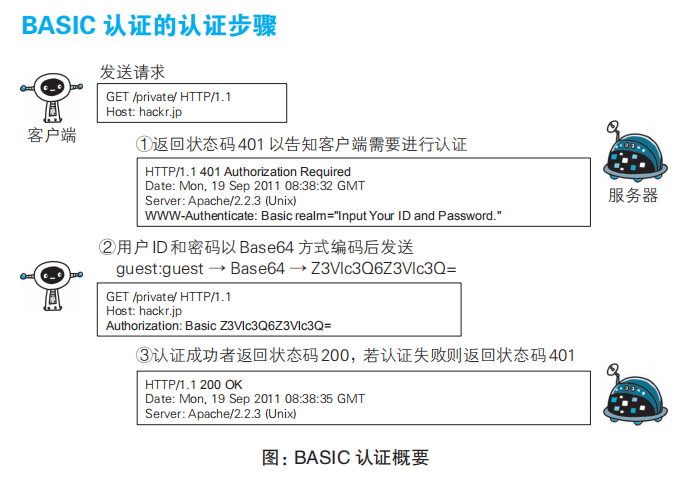 BASIC 认证的认证步骤
发送请求
GET /private/ HTTP/1.1
Host: hackr.jp
客户端
①返回状态码 401 以告知客户端需要进行认证
HTTP/1.1 401 Authorization Required
Date: Mon, 19 Sep 2011 08:38:32 GMT
Server: Apache/2.2.3 (Unix)
WWW-Authenticate: Basic realm="Input Your ID and Password."
服务器
②用户 ID 和密码以 Base64 方式编码后发送
guest:guest → Base64 → Z3Vlc3Q6Z3Vlc3Q=
GET /private/ HTTP/1.1
Host: hackr.jp
Authorization: Basic Z3Vlc3Q6Z3Vlc3Q=
③认证成功者返回状态码 200，若认证失败则返回状态码 401
HTTP/1.1 200 OK
Date: Mon, 19 Sep 2011 08:38:35 GMT
Server: Apache/2.2.3 (Unix)
图：BASIC 认证概要